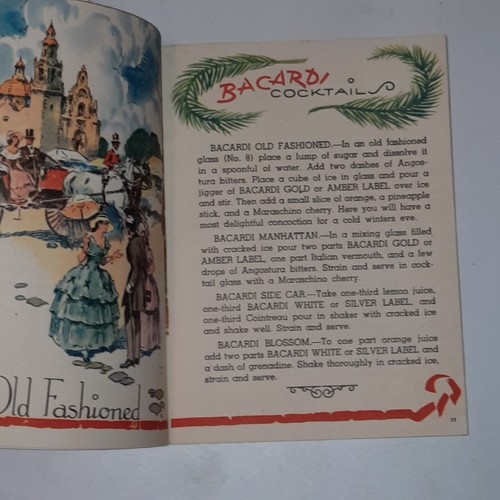 Old Fashioned
BACARDI
COCKTAILS
BACARDI OLD FASHIONED.—In an old fashioned
glass (No. 8) place a lump of sugar and dissolve it
in a spoonful of water. Add two dashes of Angos-
tura bitters. Place a cube of ice in glass and pour a
jigger of BACARDI GOLD or AMBER LABEL over ice
and stir. Then add a small slice of orange, a pineapple
stick, and a Maraschino cherry. Here you will have a
most delightful concoction for a cold winters eve.
BACARDI MANHATTAN.—In a mixing glass filled
with cracked ice pour two parts BACARDI GOLD or
AMBER LABEL, one part Italian vermouth, and a few
drops of Angostura bitters. Strain and serve in cock-
tail glass with a Maraschino cherry.
BACARDI SIDE CAR—Take one-third lemon juice,
one-third BACARDI WHITE or SILVER LABEL, and
one-third Cointreau pour in shaker with cracked ice
and shake well. Strain and serve.
BACARDI BLOSSOM.—To one part orange juice
add two parts BACARDI WHITE or SILVER LABEL and
a dash of grenadine. Shake thoroughly in cracked ice,
strain and serve.
11